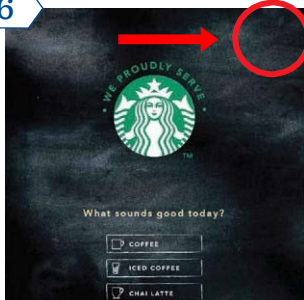 6
WE PROUDLY SERVE
TM
What sounds good today?
COFFEE
ICED COFFEE
CHAI LATTE